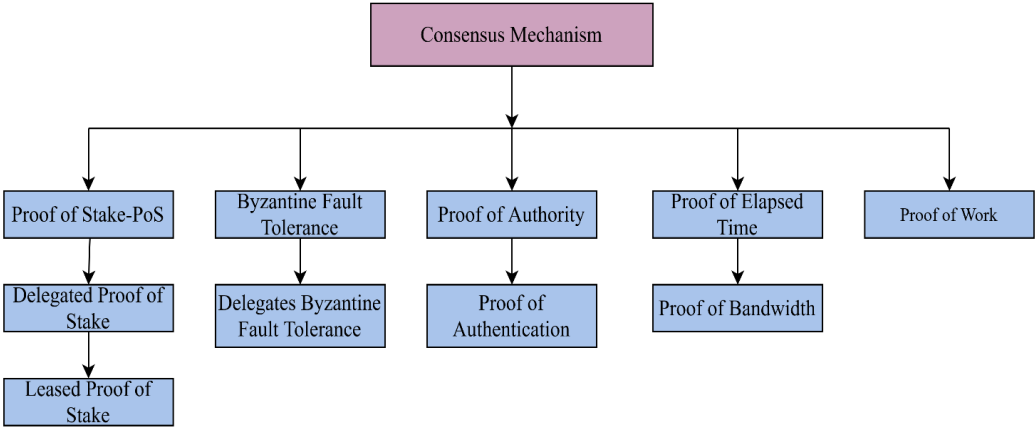 Consensus Mechanism
Proof of Stake-PoS
Byzantine Fault
Tolerance
Proof of Authority
Proof of Elapsed
Time
Proof of Work
Delegated Proof of
Stake
Delegates Byzantine
Fault Tolerance
Proof of
Authentication
Proof of Bandwidth
Leased Proof of
Stake